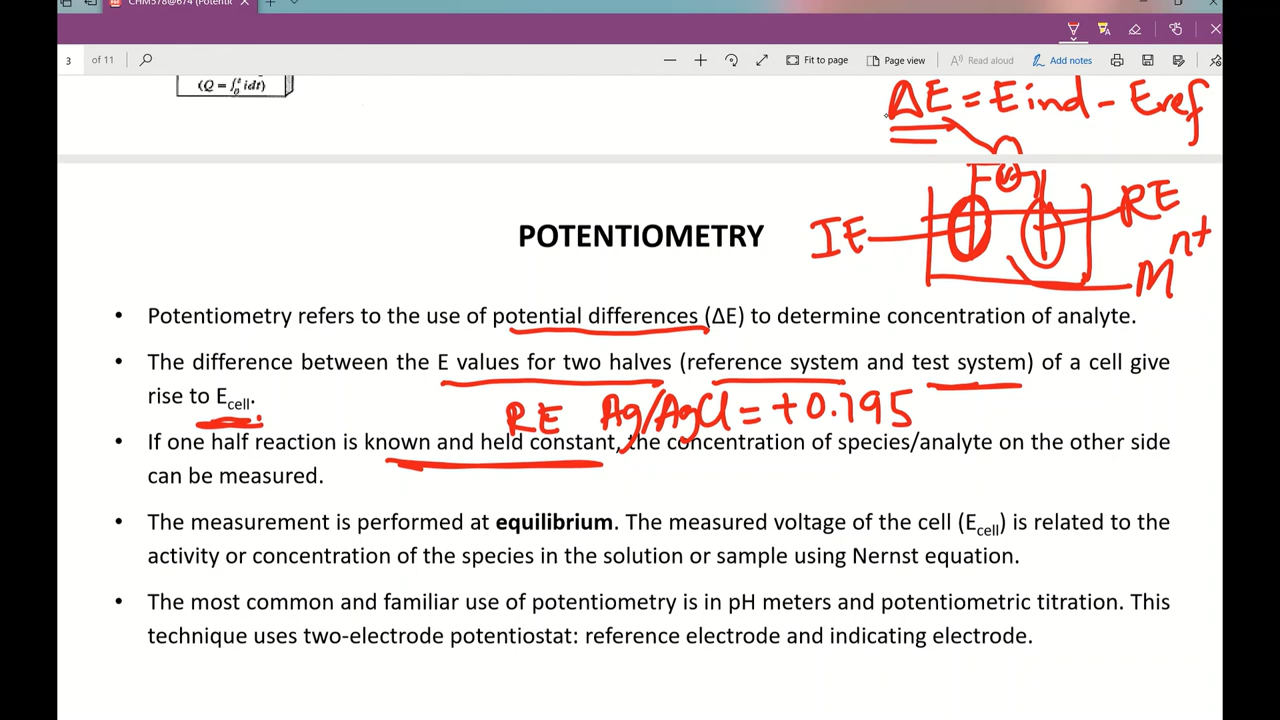 CHM578@674 (Potenti
3 of 11
Fit to page
Page view
Read aloud
Add notes
(Q = ∫₀ᵗ idt)
ΔE = Eind - Eref
V
IE
RE
Mⁿ⁺
POTENTIOMETRY
• Potentiometry refers to the use of potential differences (ΔE) to determine concentration of analyte.
• The difference between the E values for two halves (reference system and test system) of a cell give
rise to Ecell.
RE Ag/AgCl = +0.195
• If one half reaction is known and held constant, the concentration of species/analyte on the other side
can be measured.
• The measurement is performed at equilibrium. The measured voltage of the cell (Ecell) is related to the
activity or concentration of the species in the solution or sample using Nernst equation.
• The most common and familiar use of potentiometry is in pH meters and potentiometric titration. This
technique uses two-electrode potentiostat: reference electrode and indicating electrode.